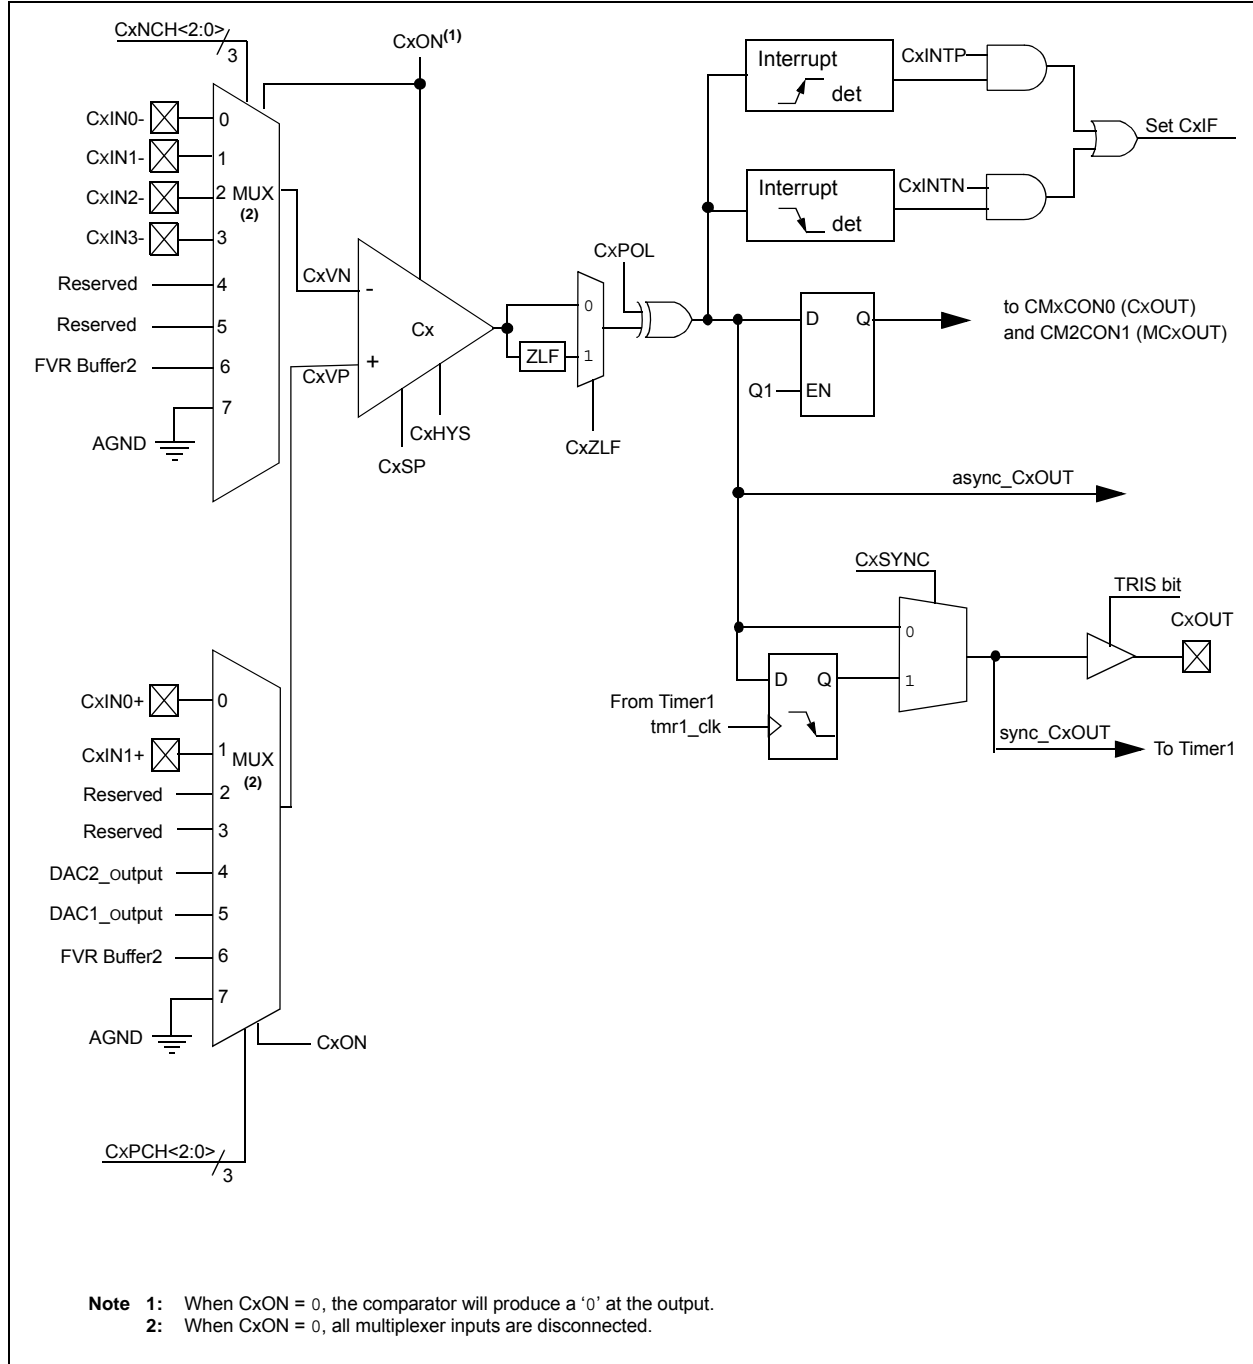 CxNCH<2:0>
3
CxON(1)
CxIN0-
0
CxIN1-
1
CxIN2-
2
MUX
(2)
CxIN3-
3
Reserved
4
Reserved
5
FVR Buffer2
6
7
AGND
CxVN
-
Cx
+
CxVP
CxHYS
CxSP
ZLF
0
1
CxZLF
CxPOL
Interrupt
det
CxINTP
Interrupt
det
CxINTN
Set CxIF
D
Q
Q1
EN
to CMxCON0 (CxOUT)
and CM2CON1 (MCxOUT)
async_CxOUT
CxSYNC
0
1
D
Q
From Timer1
tmr1_clk
TRIS bit
CxOUT
sync_CxOUT
To Timer1
CxIN0+
0
CxIN1+
1
MUX
(2)
Reserved
2
Reserved
3
DAC2_output
4
DAC1_output
5
FVR Buffer2
6
7
AGND
CxON
CxPCH<2:0>
3
Note 1: When CxON = 0, the comparator will produce a ‘0’ at the output.
2: When CxON = 0, all multiplexer inputs are disconnected.